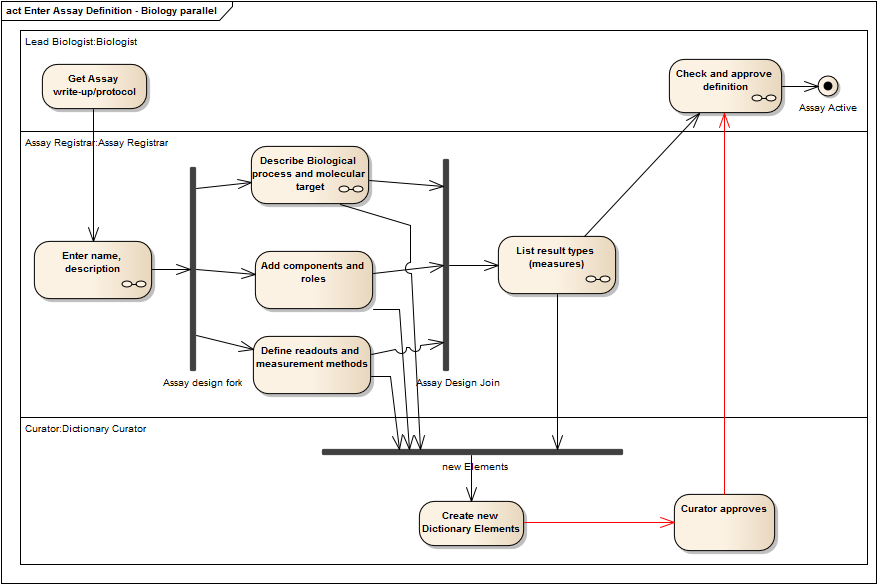 act Enter Assay Definition - Biology parallel
Lead Biologist:Biologist
Get Assay
write-up/protocol
Check and approve
definition
Assay Active
Assay Registrar:Assay Registrar
Describe Biological
process and molecular
target
Enter name,
description
Add components and
roles
List result types
(measures)
Define readouts and
measurement methods
Assay design fork
Assay Design Join
Curator:Dictionary Curator
new Elements
Create new
Dictionary Elements
Curator approves